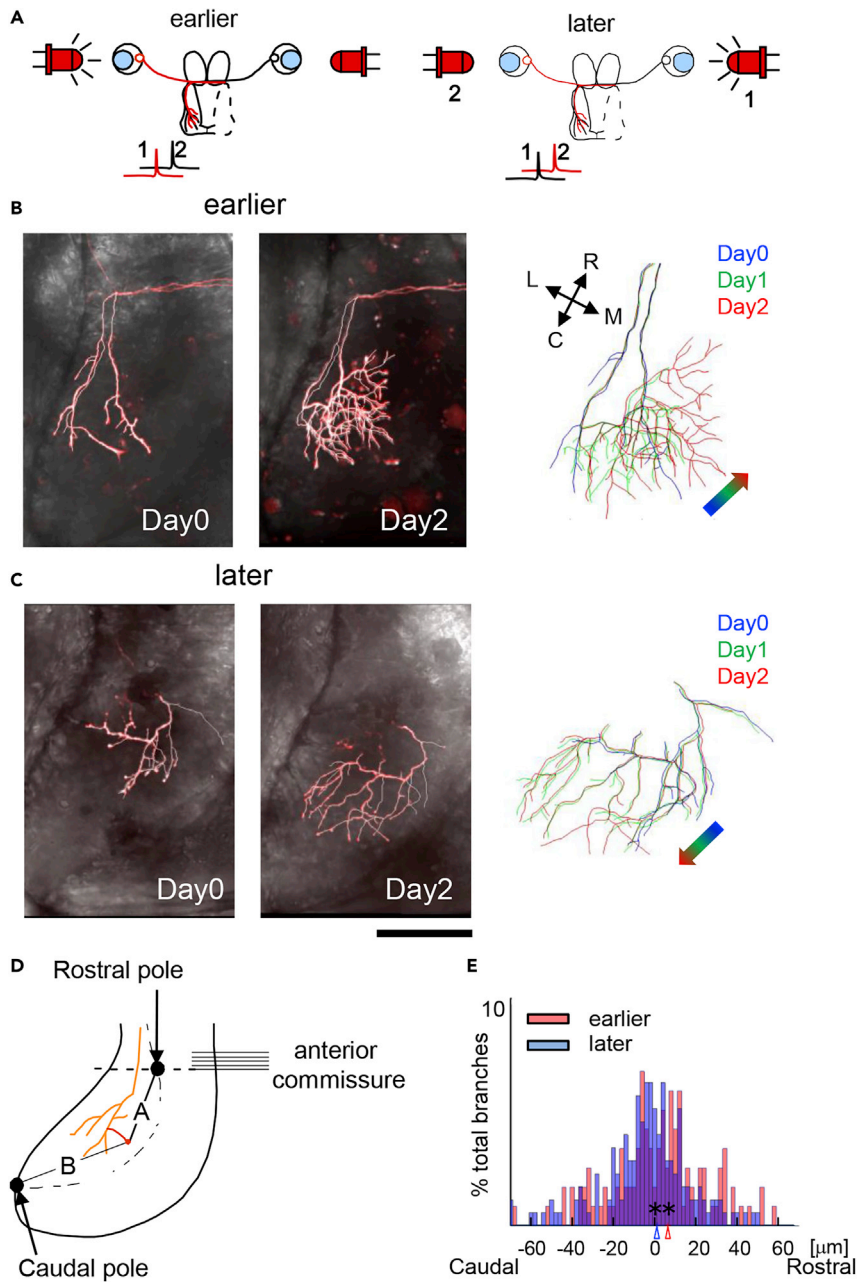 A
earlier
later
2
1
1 2
1 2
B
earlier
Day0
Day2
R
L
M
C
Day0
Day1
Day2
C
later
Day0
Day2
Day0
Day1
Day2
D
Rostral pole
anterior
commissure
A
B
Caudal pole
E
10
% total branches
earlier
later
**
-60 -40 -20 0 20 40 60 [μm]
Caudal Rostral